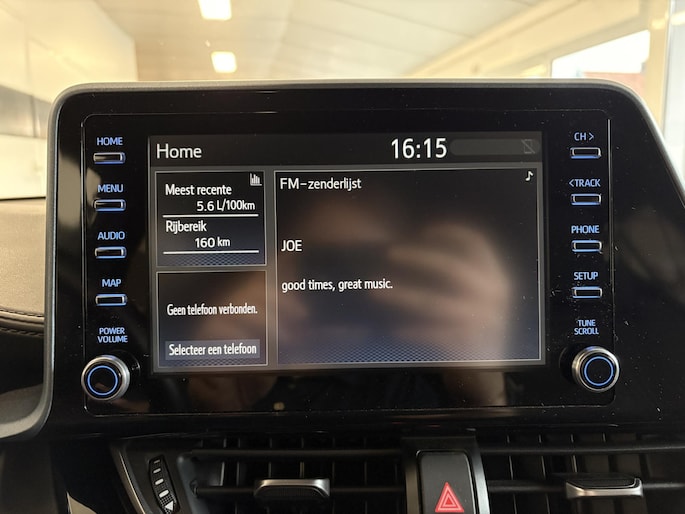 HOME
MENU
AUDIO
MAP
POWER
VOLUME
Home
16:15
Meest recente
5.6 L/100km
Rijbereik
160 km
Geen telefoon verbonden.
Selecteer een telefoon
FM-zenderlijst
JOE
good times, great music.
CH >
<TRACK
PHONE
SETUP
TUNE
SCROLL